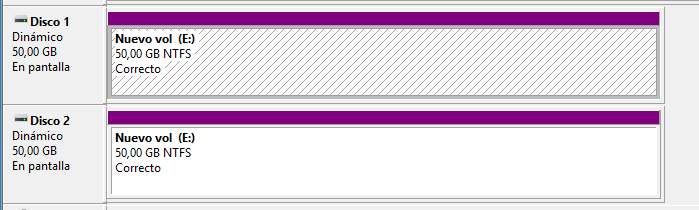 Disco 1
Dinámico
50,00 GB
En pantalla
Nuevo vol (E:)
50,00 GB NTFS
Correcto
Disco 2
Dinámico
50,00 GB
En pantalla
Nuevo vol (E:)
50,00 GB NTFS
Correcto